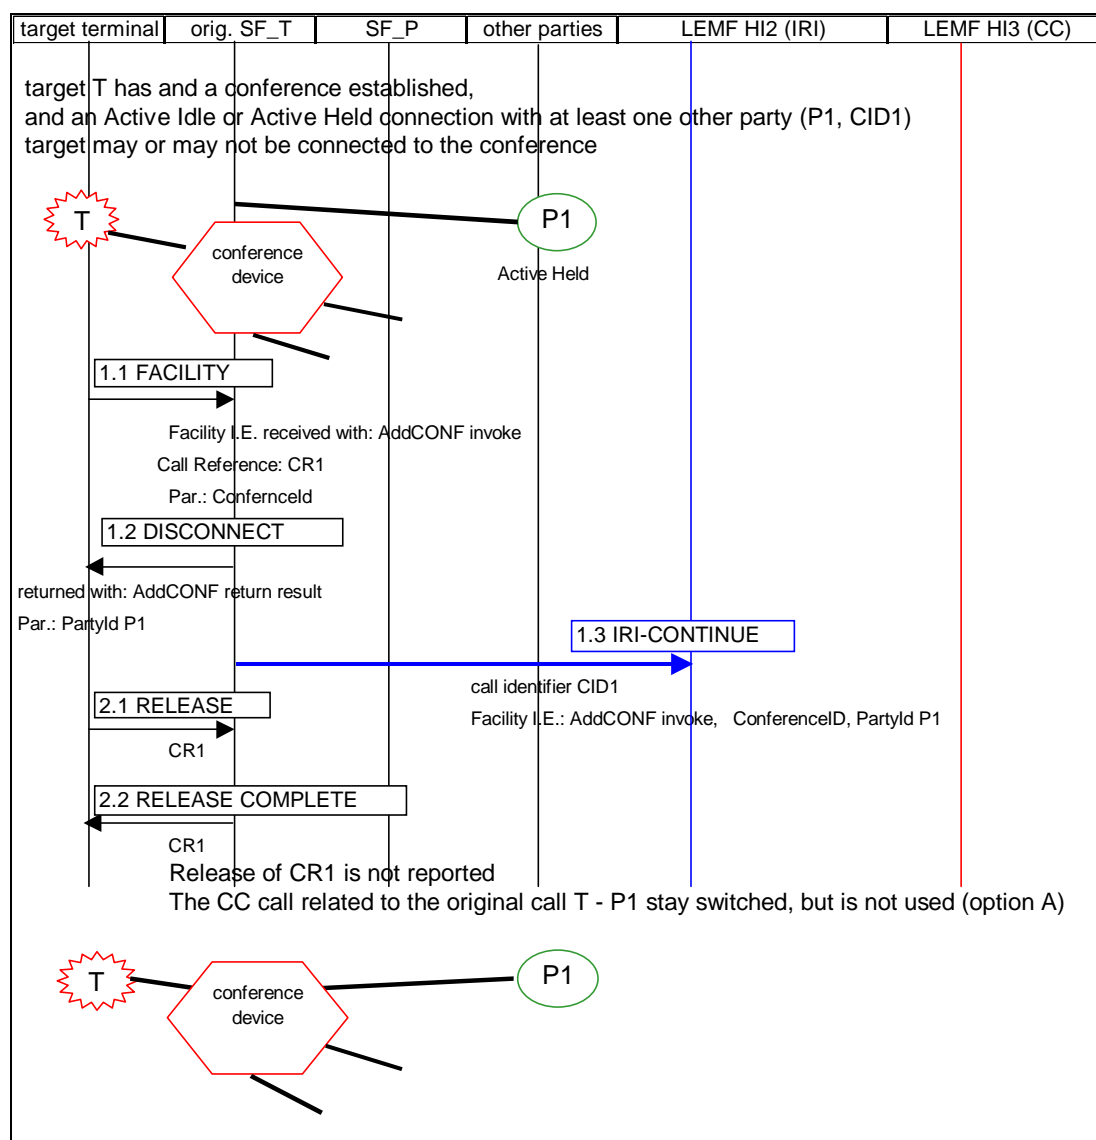 target terminal orig. SF_T SF_P other parties LEMF HI2 (IRI) LEMF HI3 (CC)
target T has and a conference established,
and an Active Idle or Active Held connection with at least one other party (P1, CID1)
target may or may not be connected to the conference
T
P1
conference
device
Active Held
1.1 FACILITY
Facility I.E. received with: AddCONF invoke
Call Reference: CR1
Par.: ConfernceId
1.2 DISCONNECT
returned with: AddCONF return result
Par.: PartyId P1
1.3 IRI-CONTINUE
call identifier CID1
Facility I.E.: AddCONF invoke, ConferenceID, PartyId P1
2.1 RELEASE
CR1
2.2 RELEASE COMPLETE
CR1
Release of CR1 is not reported
The CC call related to the original call T - P1 stay switched, but is not used (option A)
T
P1
conference
device